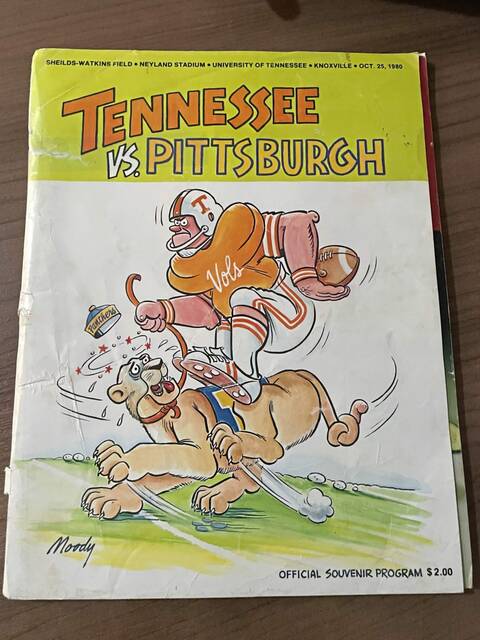 SHEILDS-WATKINS FIELD • NEYLAND STADIUM • UNIVERSITY OF TENNESSEE • KNOXVILLE • OCT. 25, 1980
TENNESSEE
VS. PITTSBURGH
T
Vols
Panthers
Moody
OFFICIAL SOUVENIR PROGRAM $2.00